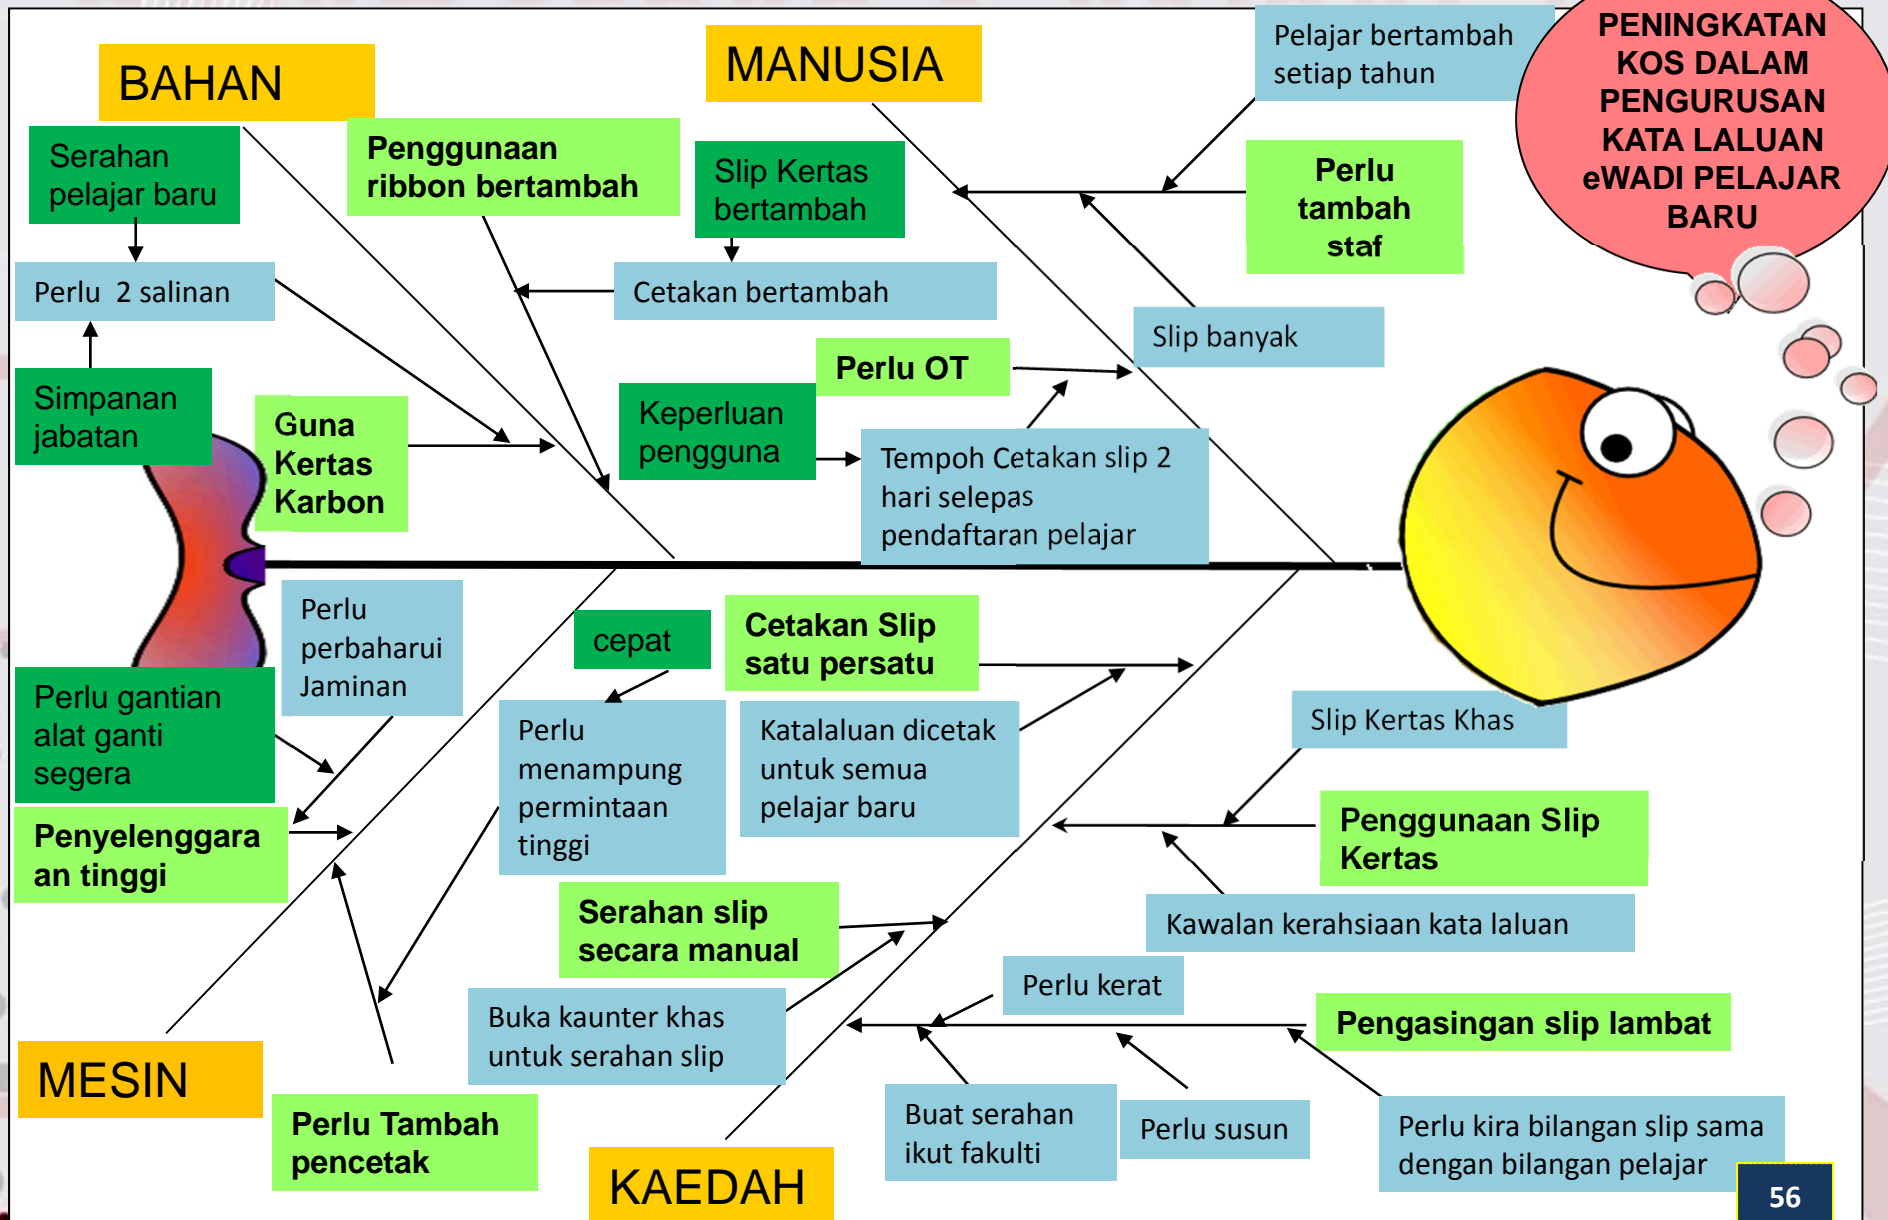 BAHAN
MANUSIA
Pelajar bertambah
setiap tahun
PENINGKATAN
KOS DALAM
PENGURUSAN
KATA LALUAN
eWADI PELAJAR
BARU
Serahan
pelajar baru
Penggunaan
ribbon bertambah
Slip Kertas
bertambah
Perlu
tambah
staf
Perlu 2 salinan
Cetakan bertambah
Slip banyak
Simpanan
jabatan
Guna
Kertas
Karbon
Perlu OT
Keperluan
pengguna
Tempoh Cetakan slip 2
hari selepas
pendaftaran pelajar
Perlu
perbaharui
Jaminan
cepat
Cetakan Slip
satu persatu
Perlu gantian
alat ganti
segera
Perlu
menampung
permintaan
tinggi
Katalaluan dicetak
untuk semua
pelajar baru
Slip Kertas Khas
Penyelenggara
an tinggi
Penggunaan Slip
Kertas
Serahan slip
secara manual
Kawalan kerahsiaan kata laluan
Buka kaunter khas
untuk serahan slip
Perlu kerat
Pengasingan slip lambat
MESIN
Perlu Tambah
pencetak
KAEDAH
Buat serahan
ikut fakulti
Perlu susun
Perlu kira bilangan slip sama
dengan bilangan pelajar
56